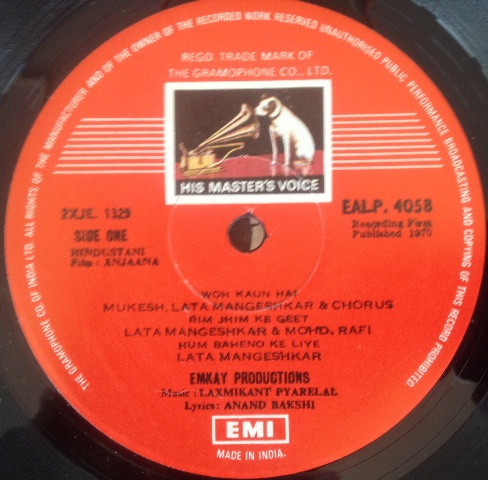 ALL RIGHTS OF THE MANUFACTURER AND OF THE OWNER OF THE RECORDED WORK RESERVED UNAUTHORISED PUBLIC PERFORMANCE BROADCASTING AND COPYING OF THIS RECORD PROHIBITED.
THE GRAMOPHONE CO. OF INDIA LTD.
REGD. TRADE MARK OF
THE GRAMOPHONE CO., LTD.
HIS MASTER'S VOICE
2XJE. 1329
EALP. 4058
SIDE ONE
Recording First
Published 1970
HINDUSTANI
Film : ANJAANA
WOH KAUN HAI
MUKESH, LATA MANGESHKAR & CHORUS
RIM JHIM KE GEET
LATA MANGESHKAR & MOHD. RAFI
HUM BAHENO KE LIYE
LATA MANGESHKAR
EMKAY PRODUCTIONS
Music : LAXMIKANT PYARELAL
Lyrics: ANAND BAKSHI
EMI
MADE IN INDIA.